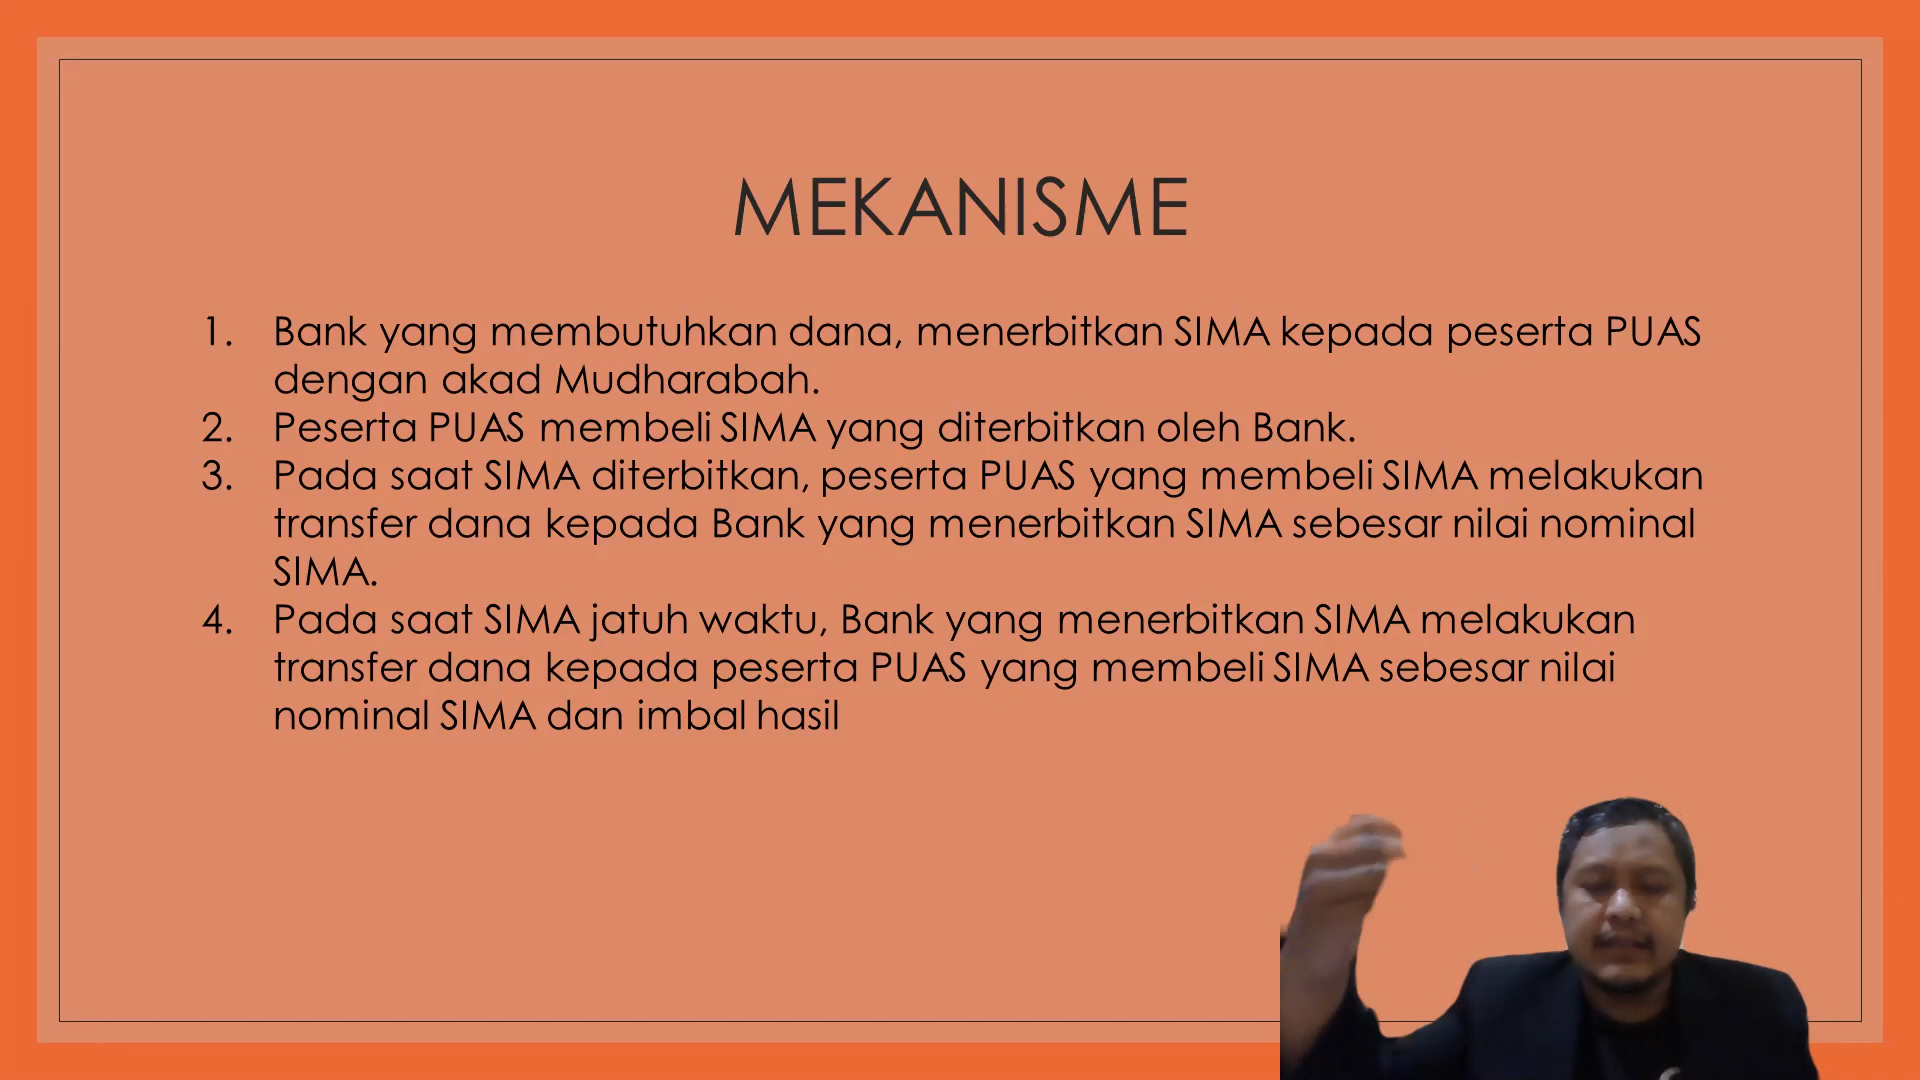 MEKANISME
1. Bank yang membutuhkan dana, menerbitkan SIMA kepada peserta PUAS
dengan akad Mudharabah.
2. Peserta PUAS membeli SIMA yang diterbitkan oleh Bank.
3. Pada saat SIMA diterbitkan, peserta PUAS yang membeli SIMA melakukan
transfer dana kepada Bank yang menerbitkan SIMA sebesar nilai nominal
SIMA.
4. Pada saat SIMA jatuh waktu, Bank yang menerbitkan SIMA melakukan
transfer dana kepada peserta PUAS yang membeli SIMA sebesar nilai
nominal SIMA dan imbal hasil